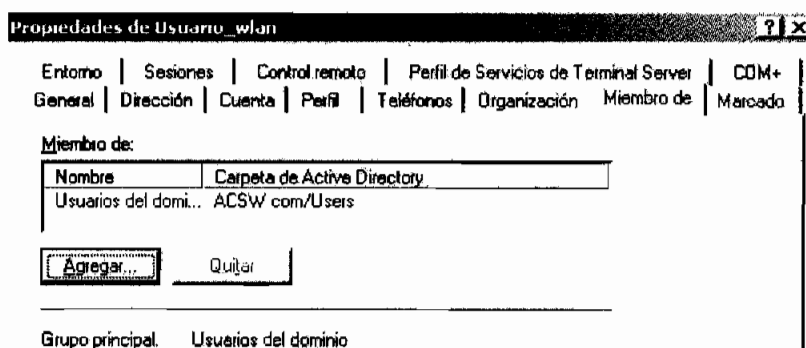 Propiedades de Usuario_wlan ? ×
Entorno | Sesiones | Control remoto | Perfil de Servicios de Terminal Server | COM+
General | Dirección | Cuenta | Perfil | Teléfonos | Organización Miembro de | Marcado
Miembro de:
Nombre Carpeta de Active Directory
Usuarios del domi... ACSW com/Users
Agregar... Quitar
Grupo principal. Usuarios del dominio